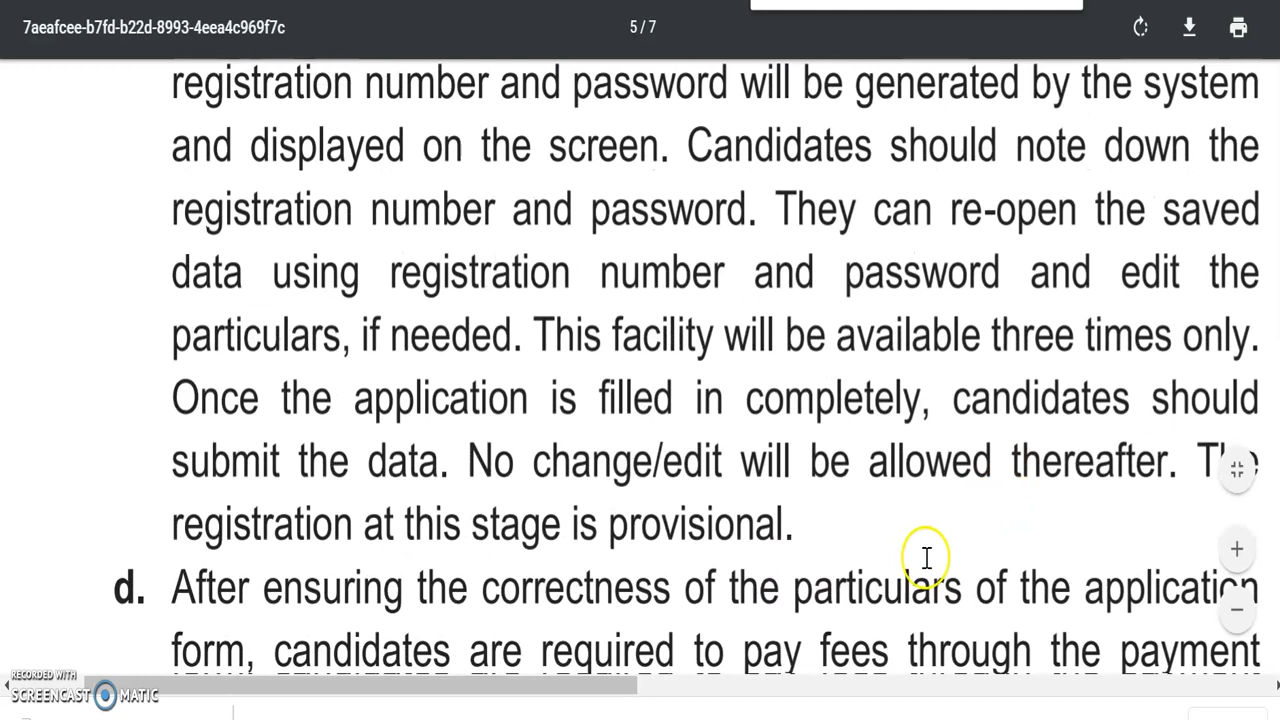 7aeafcee-b7fd-b22d-8993-4eea4c969f7c
5 / 7
registration number and password will be generated by the system
and displayed on the screen. Candidates should note down the
registration number and password. They can re-open the saved
data using registration number and password and edit the
particulars, if needed. This facility will be available three times only.
Once the application is filled in completely, candidates should
submit the data. No change/edit will be allowed thereafter. The
registration at this stage is provisional.
d. After ensuring the correctness of the particulars of the application
form, candidates are required to pay fees through the payment
RECORDED WITH
SCREENCAST MATIC